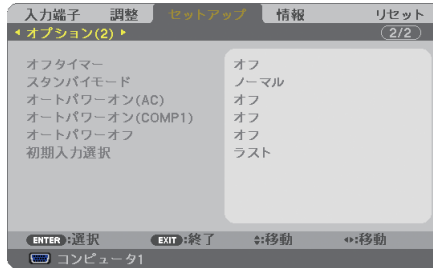 入力端子 調整 セットアップ 情報 リセット
オプション(2) 2/2
オフタイマー オフ
スタンバイモード ノーマル
オートパワーオン(AC) オフ
オートパワーオン(COMP1) オフ
オートパワーオフ オフ
初期入力選択 ラスト
ENTER:選択 EXIT:終了 :移動 :移動
コンピュータ1